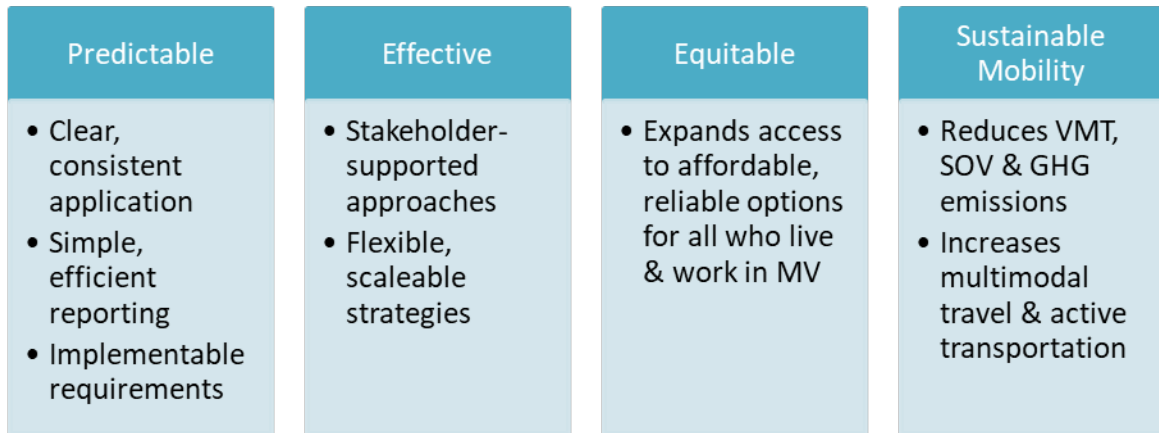 Predictable
• Clear,
consistent
application
• Simple,
efficient
reporting
• Implementable
requirements
Effective
• Stakeholder-
supported
approaches
• Flexible,
scaleable
strategies
Equitable
• Expands access
to affordable,
reliable options
for all who live
& work in MV
Sustainable
Mobility
• Reduces VMT,
SOV & GHG
emissions
• Increases
multimodal
travel & active
transportation